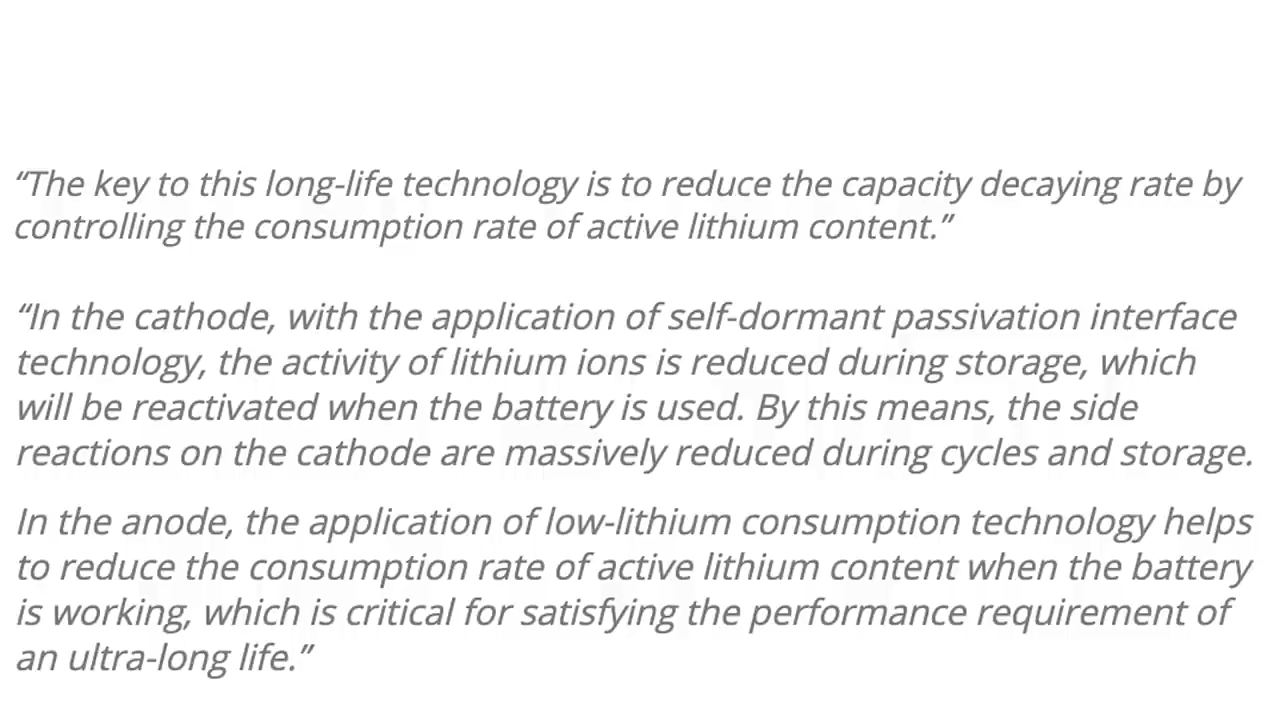 “The key to this long-life technology is to reduce the capacity decaying rate by
controlling the consumption rate of active lithium content.”
“In the cathode, with the application of self-dormant passivation interface
technology, the activity of lithium ions is reduced during storage, which
will be reactivated when the battery is used. By this means, the side
reactions on the cathode are massively reduced during cycles and storage.
In the anode, the application of low-lithium consumption technology helps
to reduce the consumption rate of active lithium content when the battery
is working, which is critical for satisfying the performance requirement of
an ultra-long life.”